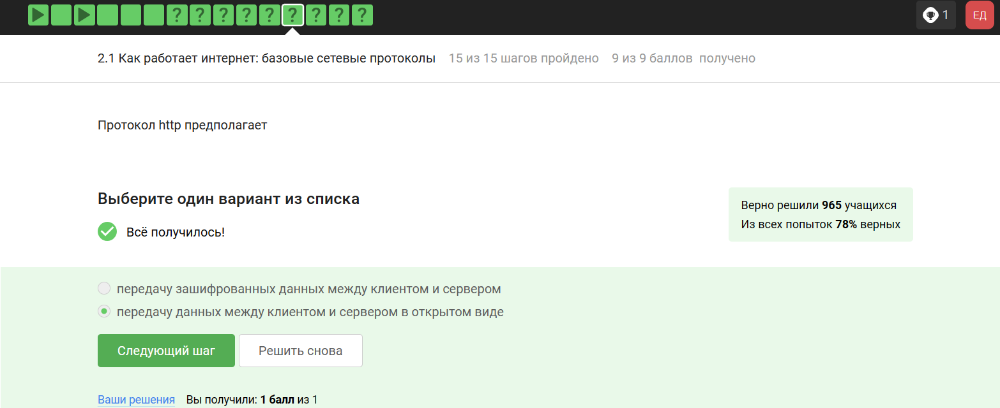 ? ? ? ? ? ? ? ? ? 1 ЕД
2.1 Как работает интернет: базовые сетевые протоколы 15 из 15 шагов пройдено 9 из 9 баллов получено
Протокол http предполагает
Выберите один вариант из списка
Верно решили 965 учащихся
Из всех попыток 78% верных
Всё получилось!
передачу зашифрованных данных между клиентом и сервером
передачу данных между клиентом и сервером в открытом виде
Следующий шаг Решить снова
Ваши решения Вы получили: 1 балл из 1